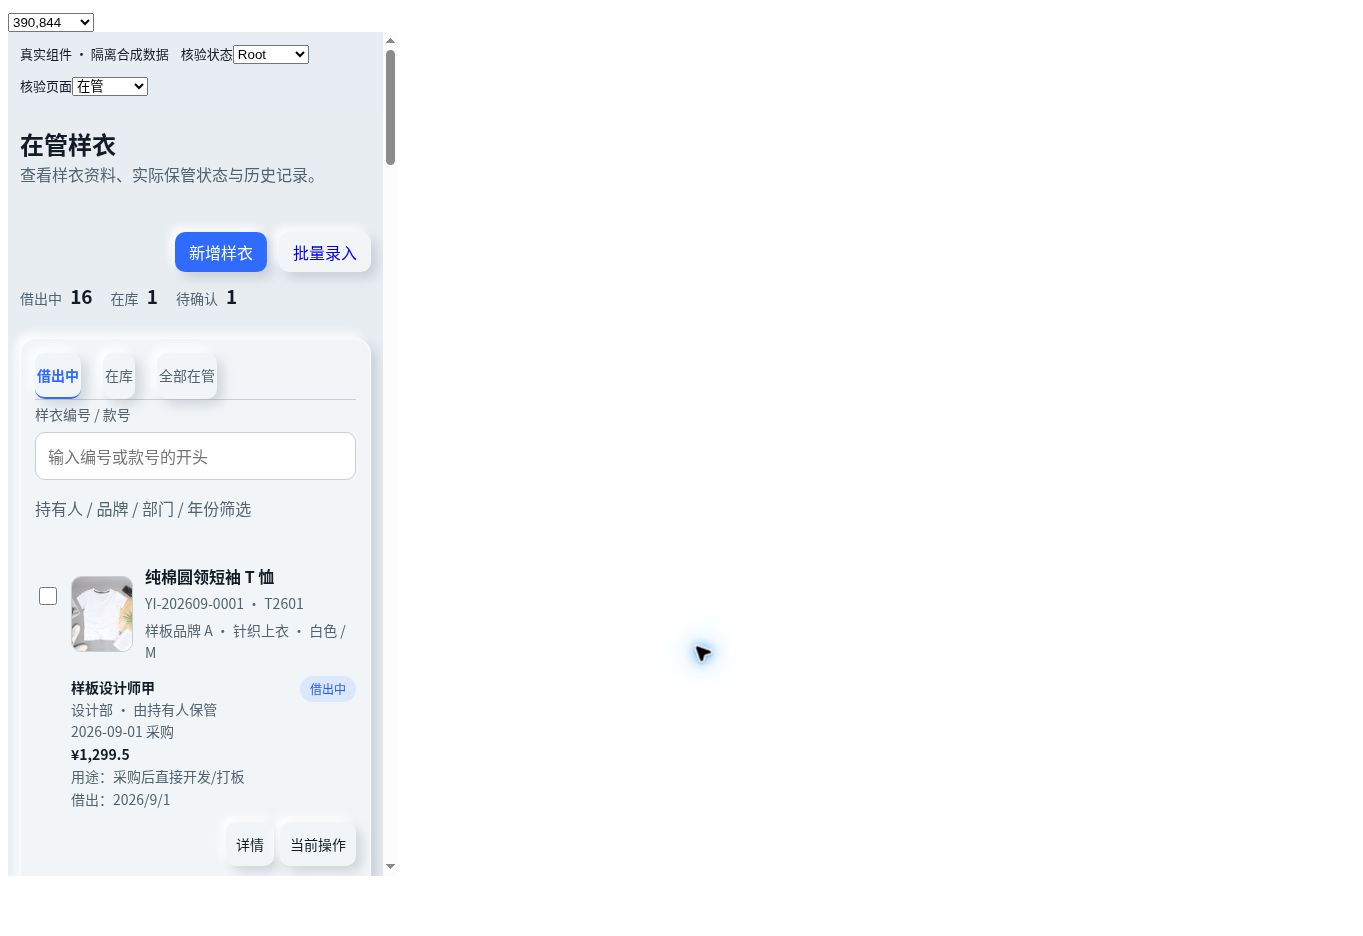 390,844
真实组件 · 隔离合成数据 核验状态 Root
核验页面 在管
在管样衣
查看样衣资料、实际保管状态与历史记录。
新增样衣 批量录入
借出中 16 在库 1 待确认 1
借出中 在库 全部在管
样衣编号 / 款号
输入编号或款号的开头
持有人 / 品牌 / 部门 / 年份筛选
纯棉圆领短袖 T 恤
YI-202609-0001 · T2601
样板品牌 A · 针织上衣 · 白色 /
M
样板设计师甲 借出中
设计部 · 由持有人保管
2026-09-01 采购
¥1,299.5
用途：采购后直接开发/打板
借出：2026/9/1
详情 当前操作